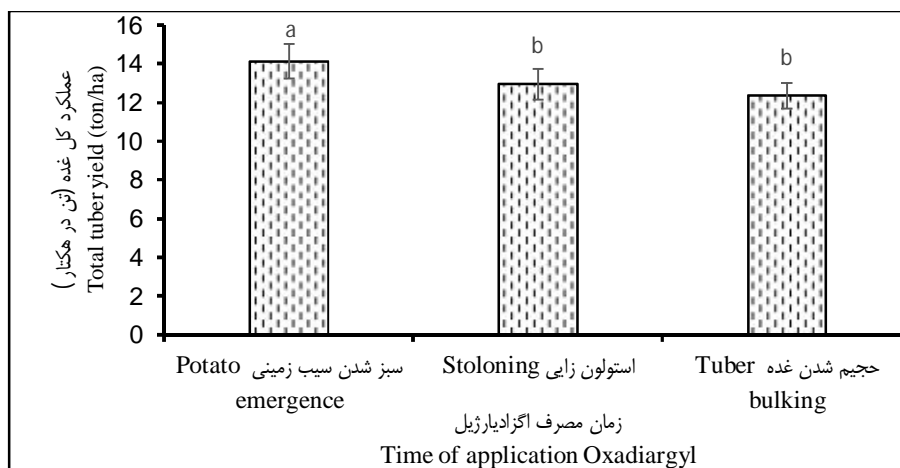 عملکرد کل غده (تن در هکتار)
Total tuber yield (ton/ha)
16
14
12
10
8
6
4
2
0
a
b
b
سبز شدن سیب زمینی Potato
emergence
استولون زایی Stoloning
حجیم شدن غده Tuber
bulking
زمان مصرف اگزادیارژیل
Time of application Oxadiargyl